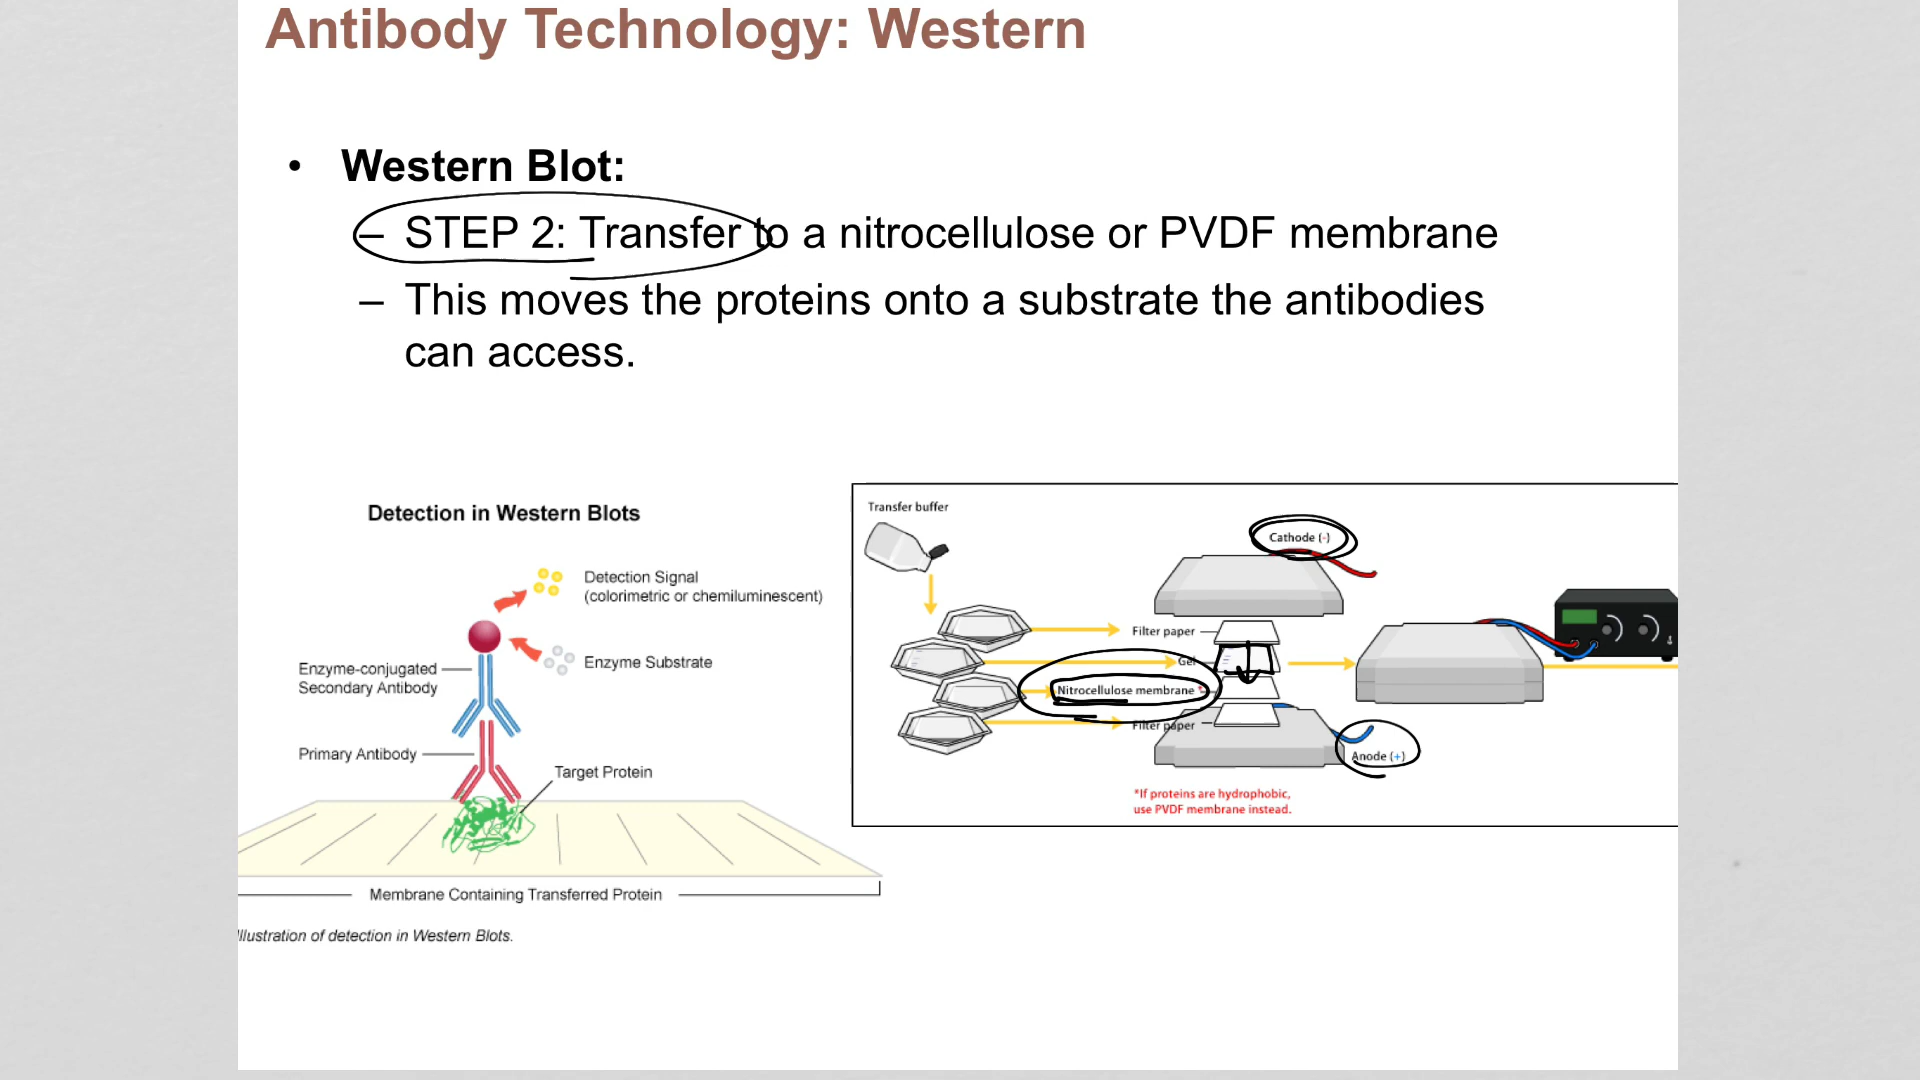 Antibody Technology: Western
• Western Blot:
– STEP 2: Transfer to a nitrocellulose or PVDF membrane
– This moves the proteins onto a substrate the antibodies
can access.
Detection in Western Blots
Detection Signal
(colorimetric or chemiluminescent)
Enzyme Substrate
Enzyme-conjugated
Secondary Antibody
Primary Antibody
Target Protein
Membrane Containing Transferred Protein
Illustration of detection in Western Blots.
Transfer buffer
Cathode (-)
Filter paper
Gel
Nitrocellulose membrane *
Filter paper
Anode (+)
*If proteins are hydrophobic,
use PVDF membrane instead.